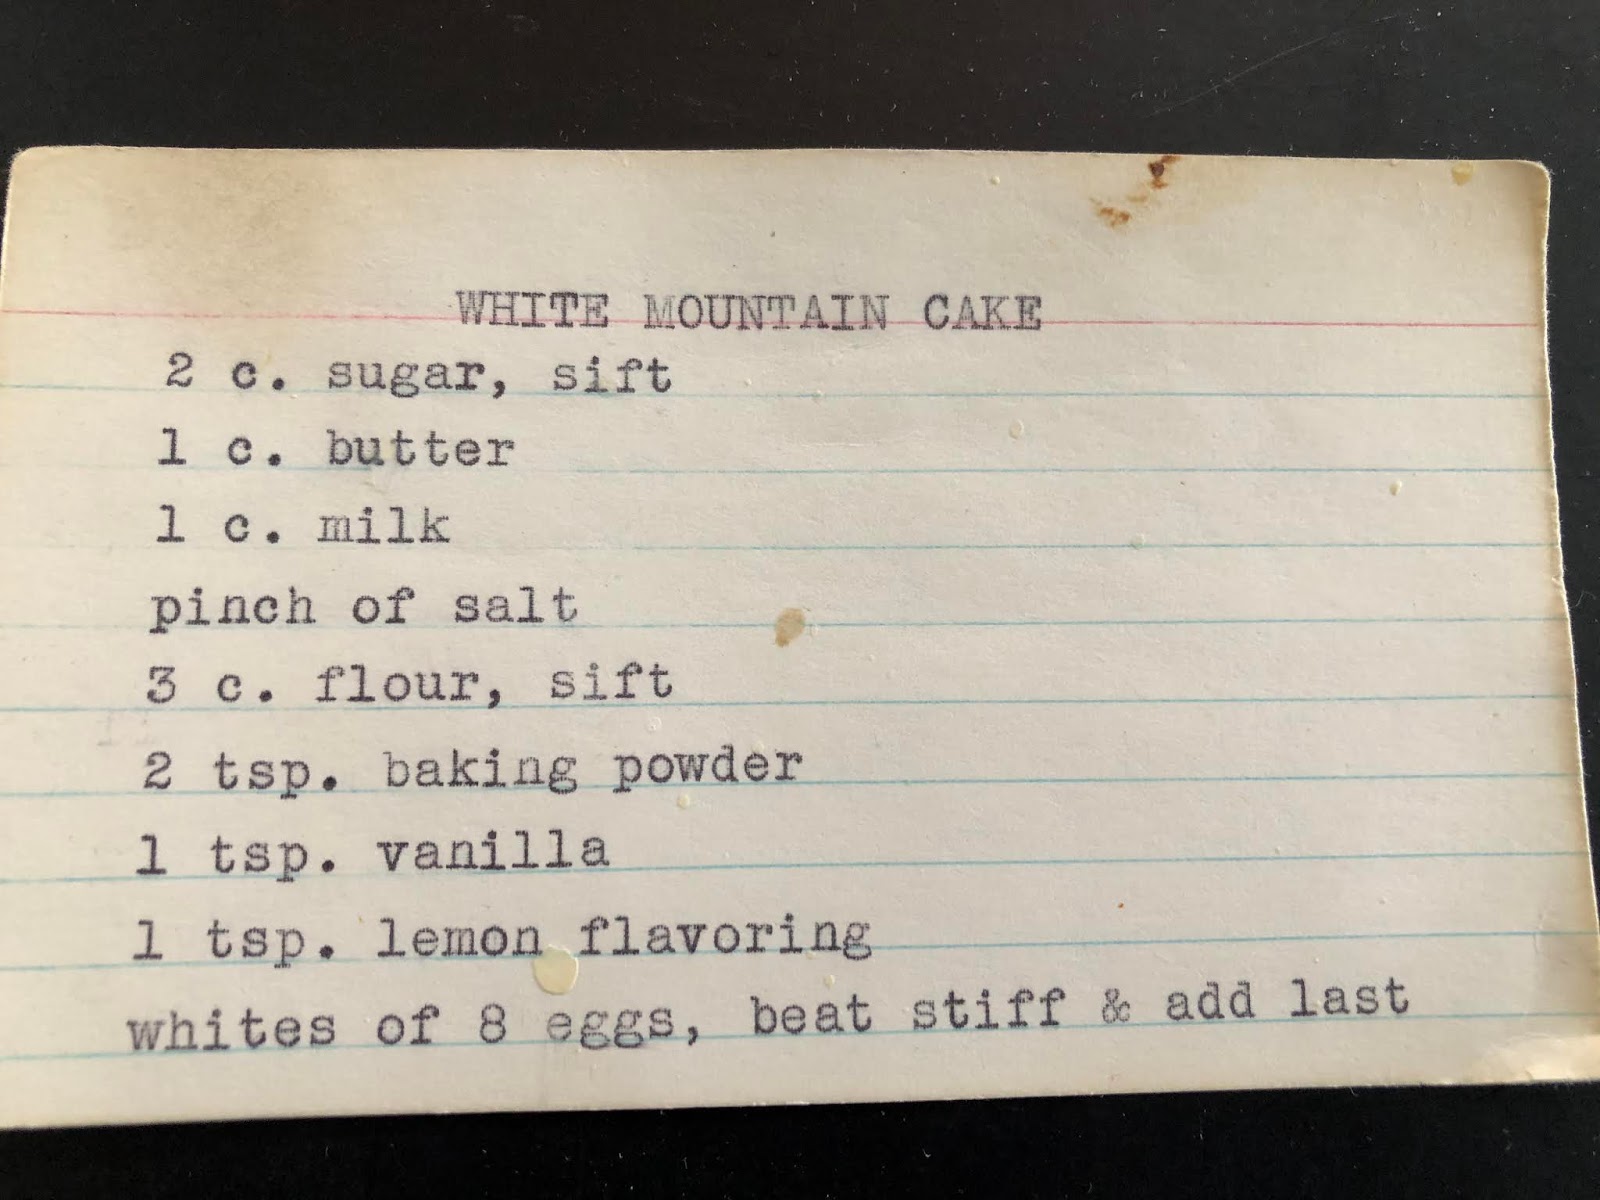 WHITE MOUNTAIN CAKE
2 c. sugar, sift
1 c. butter
1 c. milk
pinch of salt
3 c. flour, sift
2 tsp. baking powder
1 tsp. vanilla
1 tsp. lemon flavoring
whites of 8 eggs, beat stiff & add last